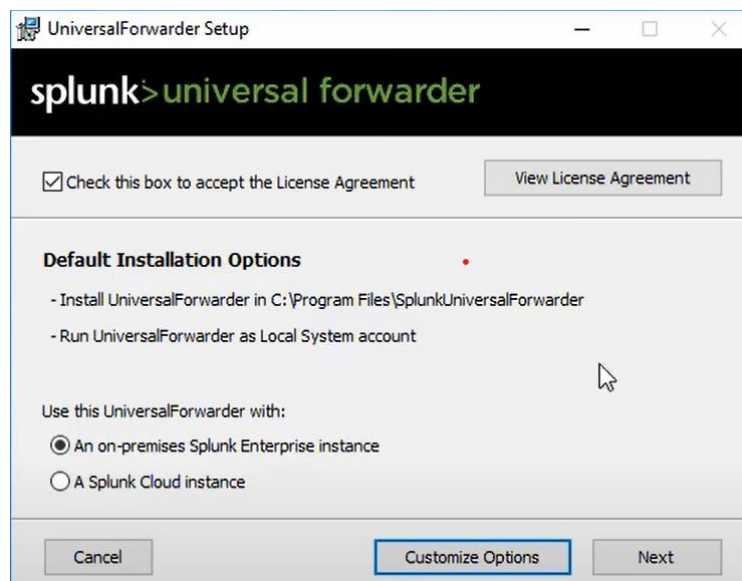 UniversalForwarder Setup
splunk>universal forwarder
Check this box to accept the License Agreement
View License Agreement
Default Installation Options
- Install UniversalForwarder in C:\Program Files\SplunkUniversalForwarder
- Run UniversalForwarder as Local System account
Use this UniversalForwarder with:
An on-premises Splunk Enterprise instance
A Splunk Cloud instance
Cancel
Customize Options
Next